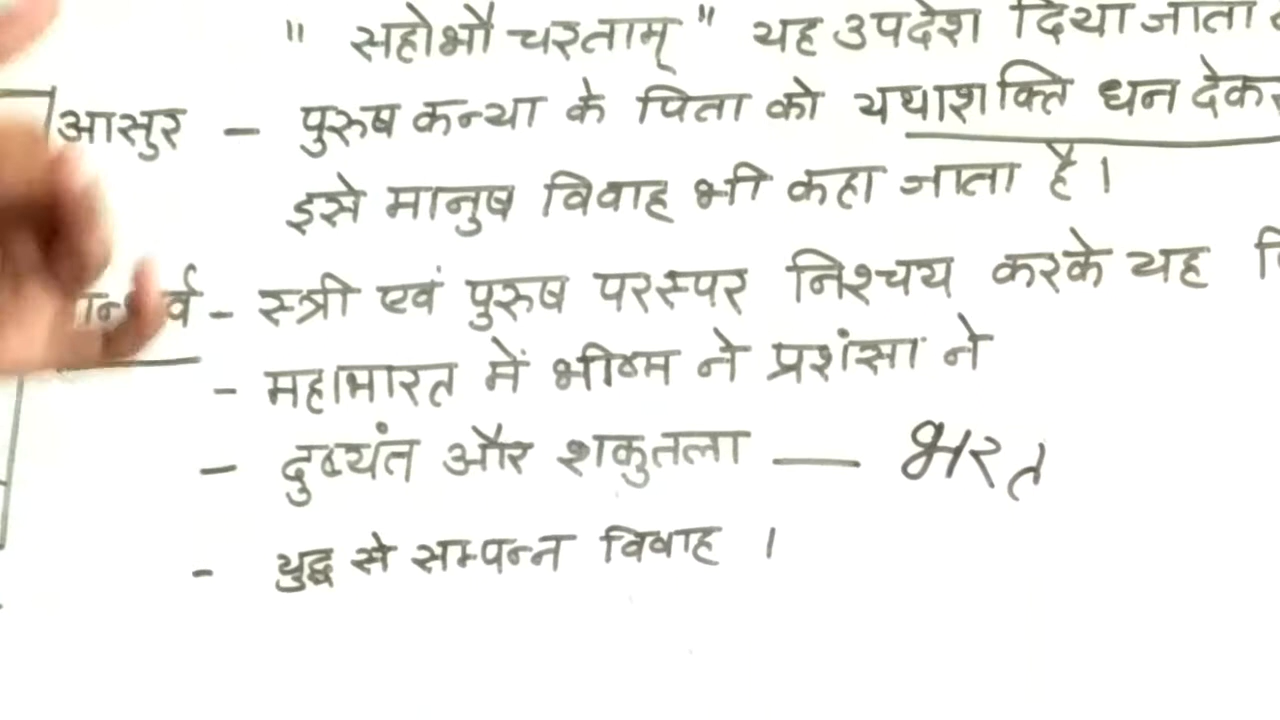 " सहोभौ चरताम् " यह उपदेश दिया जाता
आसुर – पुरुष कन्या के पिता को यथाशक्ति धन देकर
इसे मानुष विवाह भी कहा जाता है।
स्त्री एवं पुरुष परस्पर निश्चय करके यह
- महाभारत में भीष्म ने प्रशंसा ने
- दुष्यंत और शकुतला — भरत
- युद्ध से सम्पन्न विवाह ।